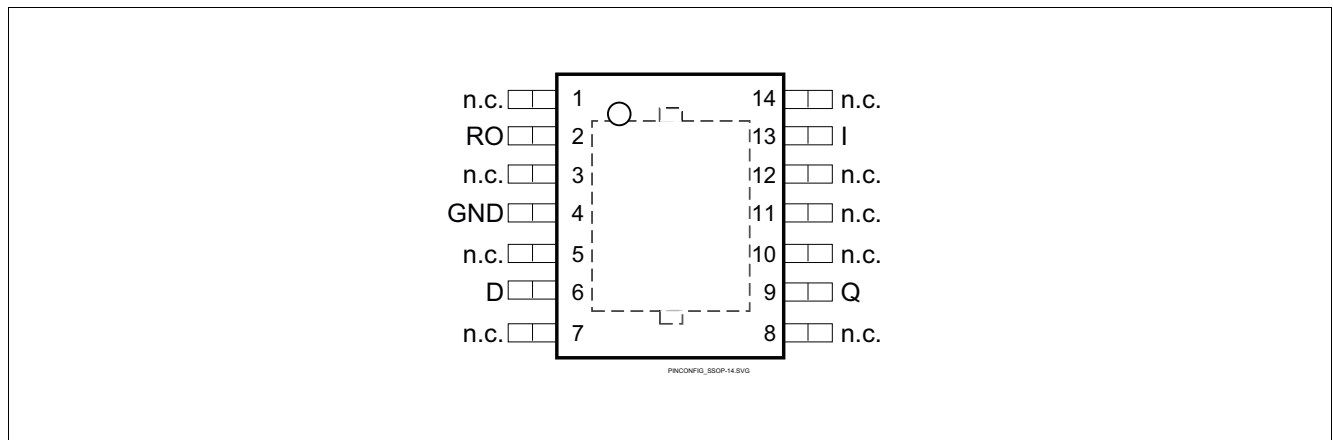 n.c. 1 14 n.c.
RO 2 13 I
n.c. 3 12 n.c.
GND 4 11 n.c.
n.c. 5 10 n.c.
D 6 9 Q
n.c. 7 8 n.c.
PINCONFIG_SSOP-14.SVG